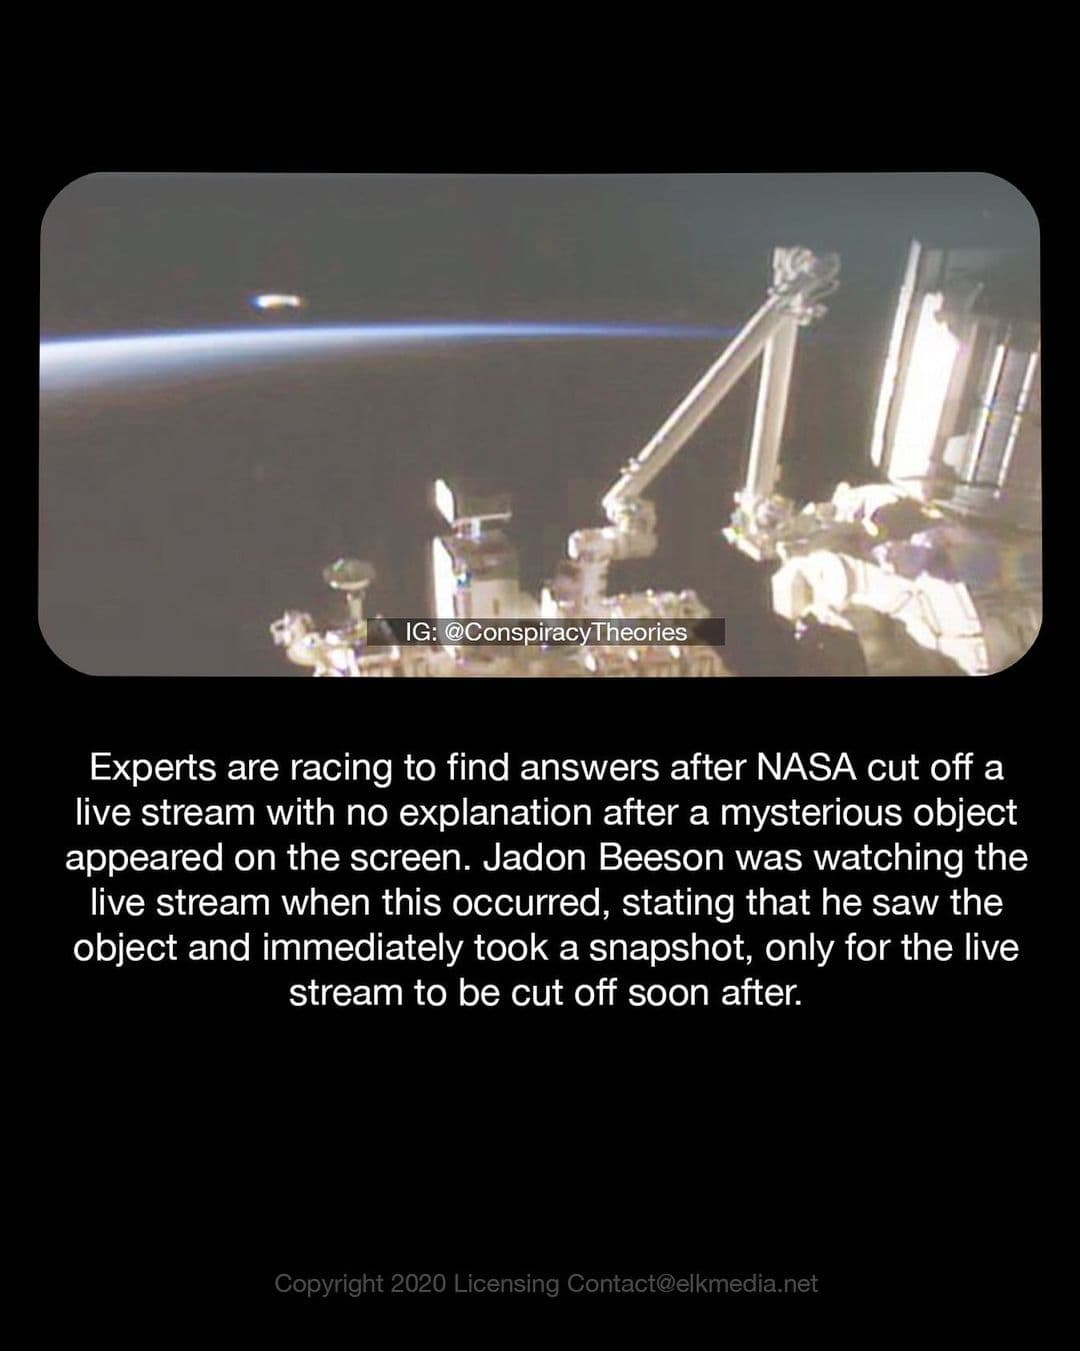 IG: @ConspiracyTheories
Experts are racing to find answers after NASA cut off a
live stream with no explanation after a mysterious object
appeared on the screen. Jadon Beeson was watching the
live stream when this occurred, stating that he saw the
object and immediately took a snapshot, only for the live
stream to be cut off soon after.
Copyright 2020 Licensing Contact@elkmedia.net